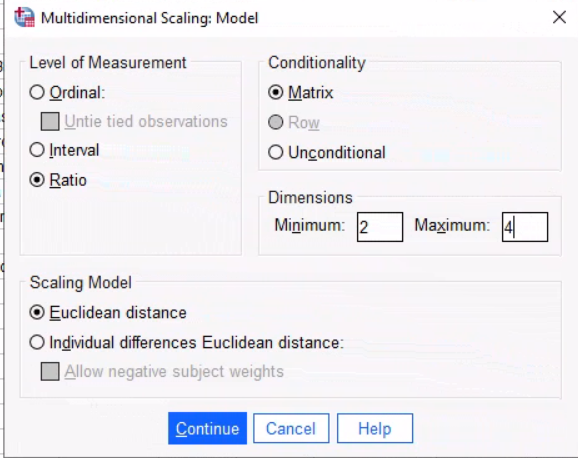 Multidimensional Scaling: Model
Level of Measurement
Ordinal:
Untie tied observations
Interval
Ratio
Conditionality
Matrix
Row
Unconditional
Dimensions
Minimum: 2 Maximum: 4
Scaling Model
Euclidean distance
Individual differences Euclidean distance:
Allow negative subject weights
Continue Cancel Help